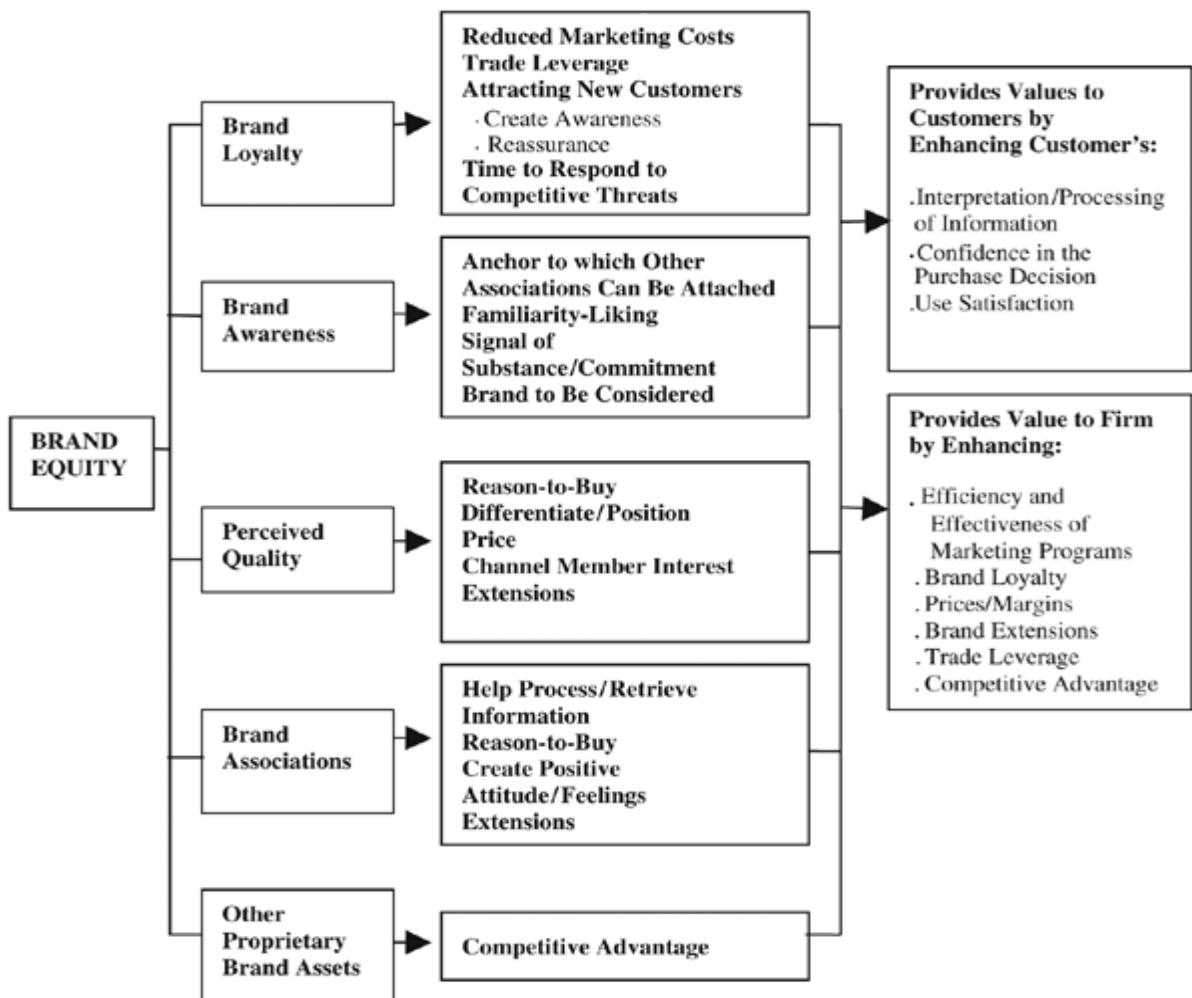 BRAND
EQUITY
Brand
Loyalty
Reduced Marketing Costs
Trade Leverage
Attracting New Customers
· Create Awareness
· Reassurance
Time to Respond to
Competitive Threats
Brand
Awareness
Anchor to which Other
Associations Can Be Attached
Familiarity-Liking
Signal of
Substance/Commitment
Brand to Be Considered
Perceived
Quality
Reason-to-Buy
Differentiate/Position
Price
Channel Member Interest
Extensions
Brand
Associations
Help Process/Retrieve
Information
Reason-to-Buy
Create Positive
Attitude/Feelings
Extensions
Other
Proprietary
Brand Assets
Competitive Advantage
Provides Values to
Customers by
Enhancing Customer's:
.Interpretation/Processing
of Information
.Confidence in the
Purchase Decision
.Use Satisfaction
Provides Value to Firm
by Enhancing:
. Efficiency and
Effectiveness of
Marketing Programs
. Brand Loyalty
. Prices/Margins
. Brand Extensions
. Trade Leverage
. Competitive Advantage